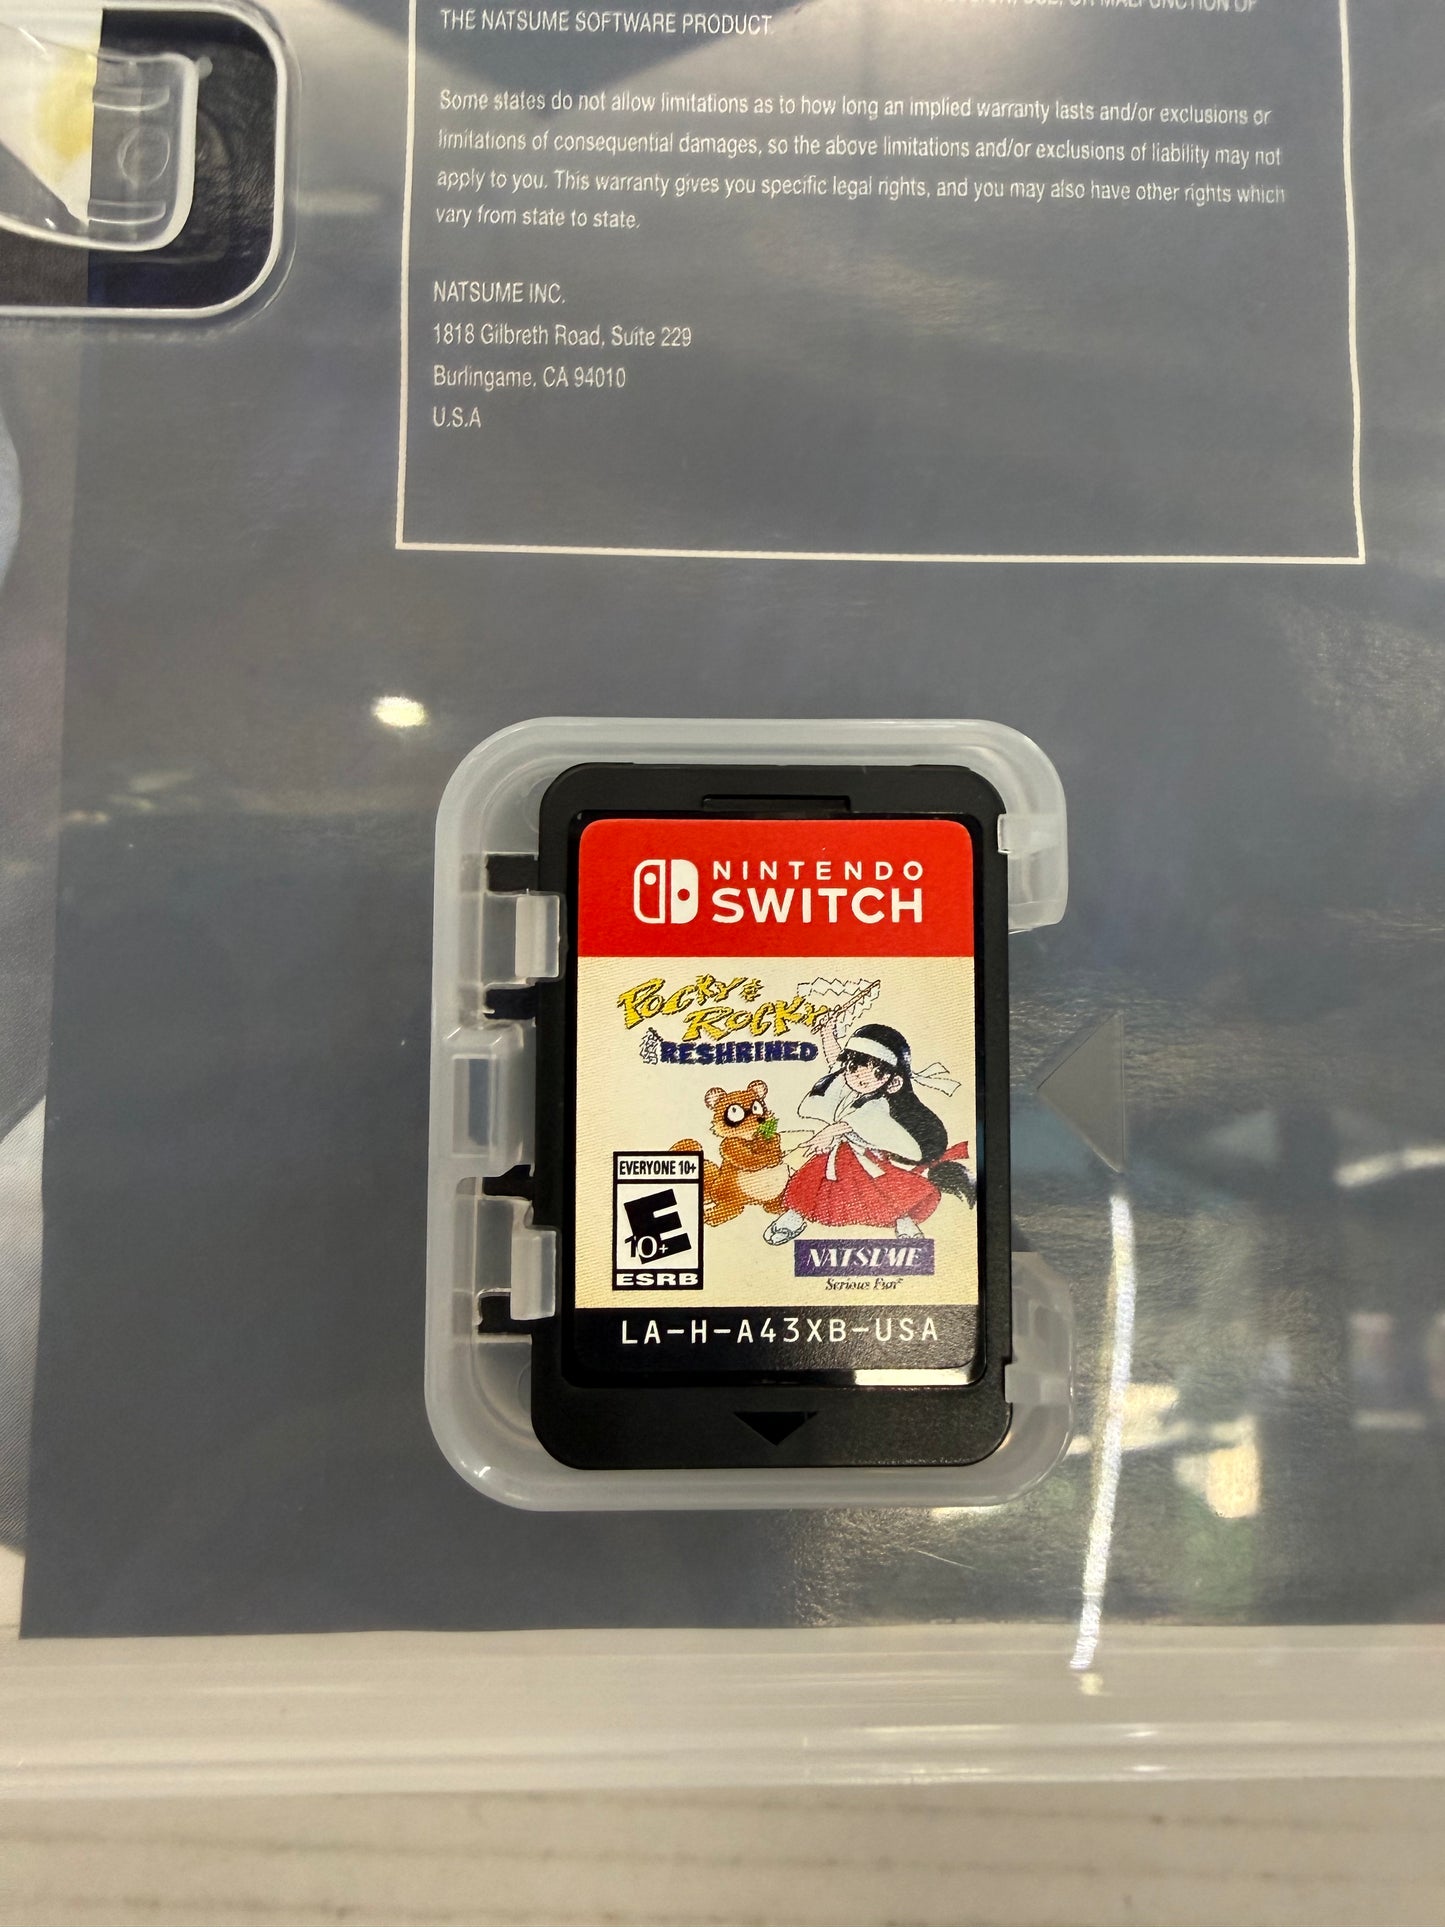 OR MALFUNCTION OF
THE NATSUME SOFTWARE PRODUCT.
Some states do not allow limitations as to how long an implied warranty lasts and/or exclusions or
limitations of consequential damages, so the above limitations and/or exclusions of liability may not
apply to you. This warranty gives you specific legal rights, and you may also have other rights which
vary from state to state.
NATSUME INC.
1818 Gilbreth Road, Suite 229
Burlingame, CA 94010
U.S.A
NINTENDO
SWITCH
POCKY &
ROCKY
RESHRINED
EVERYONE 10+
E
10+
ESRB
NATSUME
Serious Fun
LA-H-A43XB-USA